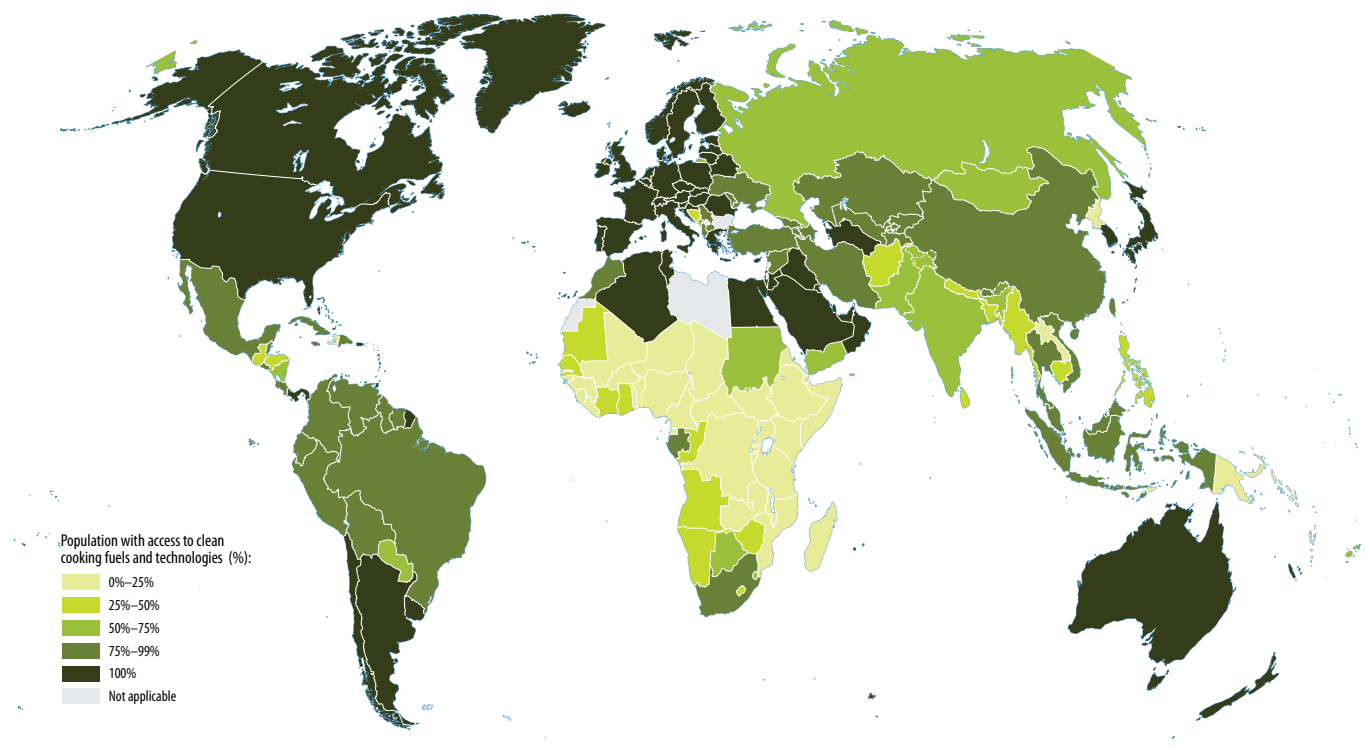 Population with access to clean
cooking fuels and technologies (%):
0%–25%
25%–50%
50%–75%
75%–99%
100%
Not applicable